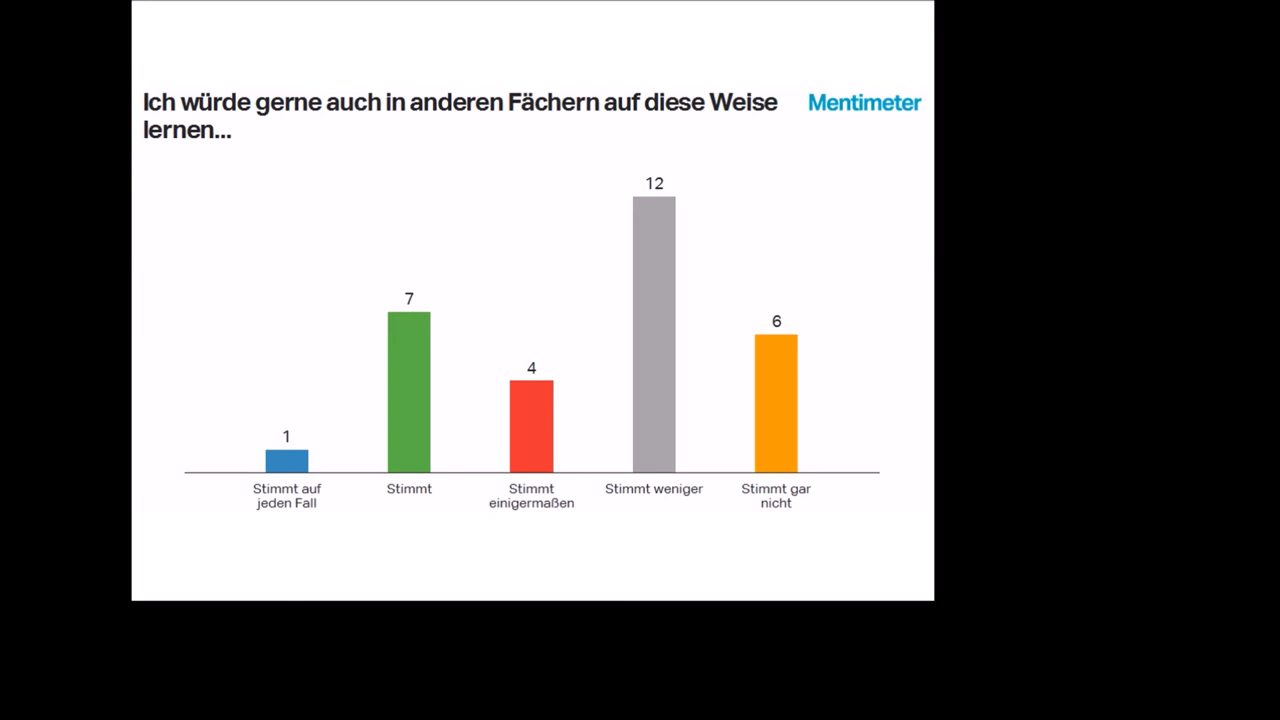 Ich würde gerne auch in anderen Fächern auf diese Weise
lernen...
Mentimeter
1
7
4
12
6
Stimmt auf
jeden Fall
Stimmt
Stimmt
einigermaßen
Stimmt weniger
Stimmt gar
nicht